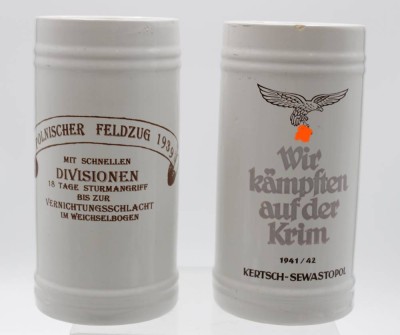 POLNISCHER FELDZUG 1939
MIT SCHNELLEN
DIVISIONEN
18 TAGE STURMANGRIFF
BIS ZUR
VERNICHTUNGSSCHLACHT
IM WEICHSELBOGEN
Wir
kämpften
auf der
Krim
1941/42
KERTSCH-SEWASTOPOL